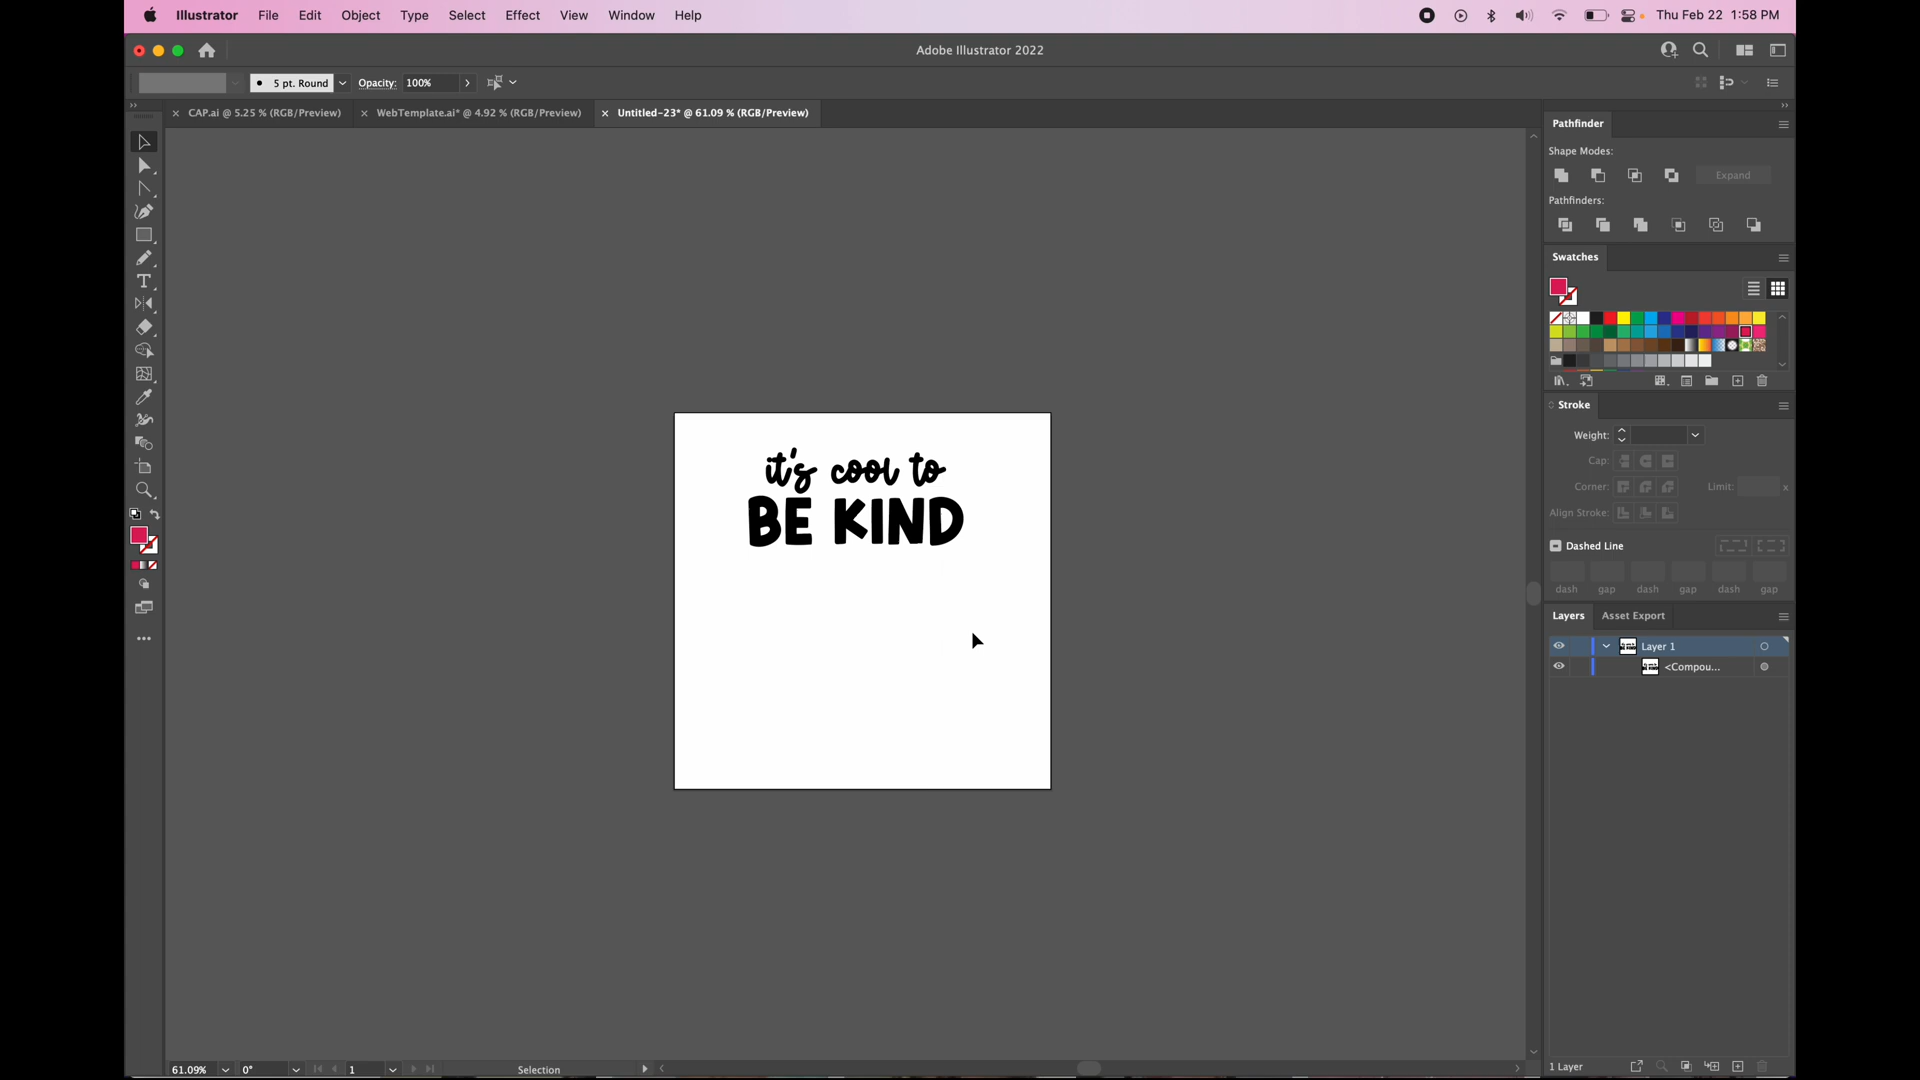 Illustrator File Edit Object Type Select Effect View Window Help Thu Feb 22 1:58 PM
Adobe Illustrator 2022
5 pt. Round Opacity: 100%
CAP.ai @ 5.25 % (RGB/Preview) WebTemplate.ai* @ 4.92 % (RGB/Preview) Untitled-23* @ 61.09 % (RGB/Preview)
it's cool to
BE KIND
Pathfinder
Shape Modes:
Expand
Pathfinders:
Swatches
Stroke
Weight:
Cap:
Corner: Limit: x
Align Stroke:
Dashed Line
dash gap dash gap dash gap
Layers Asset Export
Layer 1
<Compou...
61.09% 0° 1 Selection 1 Layer